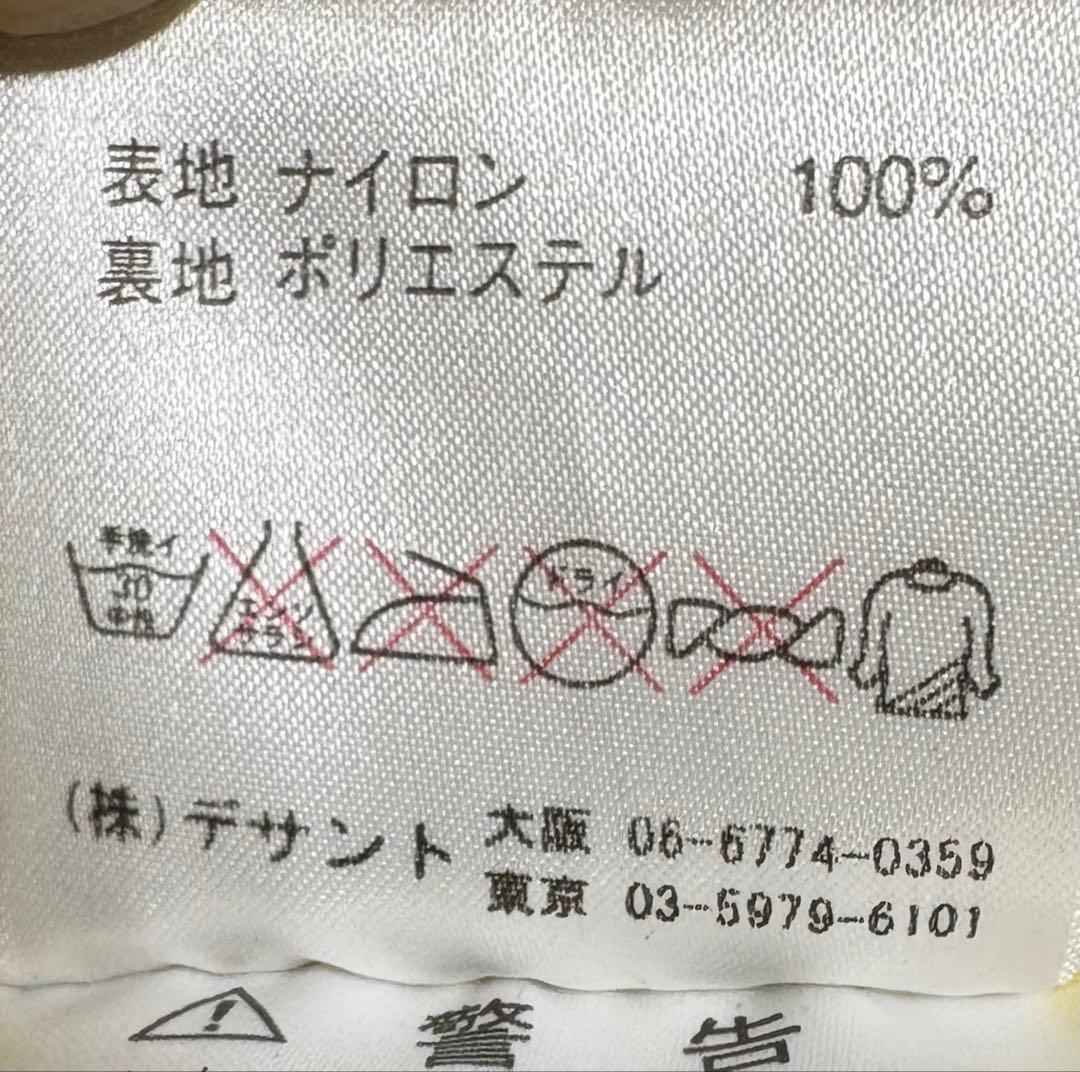 表地 ナイロン 100%
裏地 ポリエステル
手洗イ
30
中性
エンソ
サラシ
ドライ
(株)デサント 大阪 06-6774-0359
東京 03-5979-6101
警告